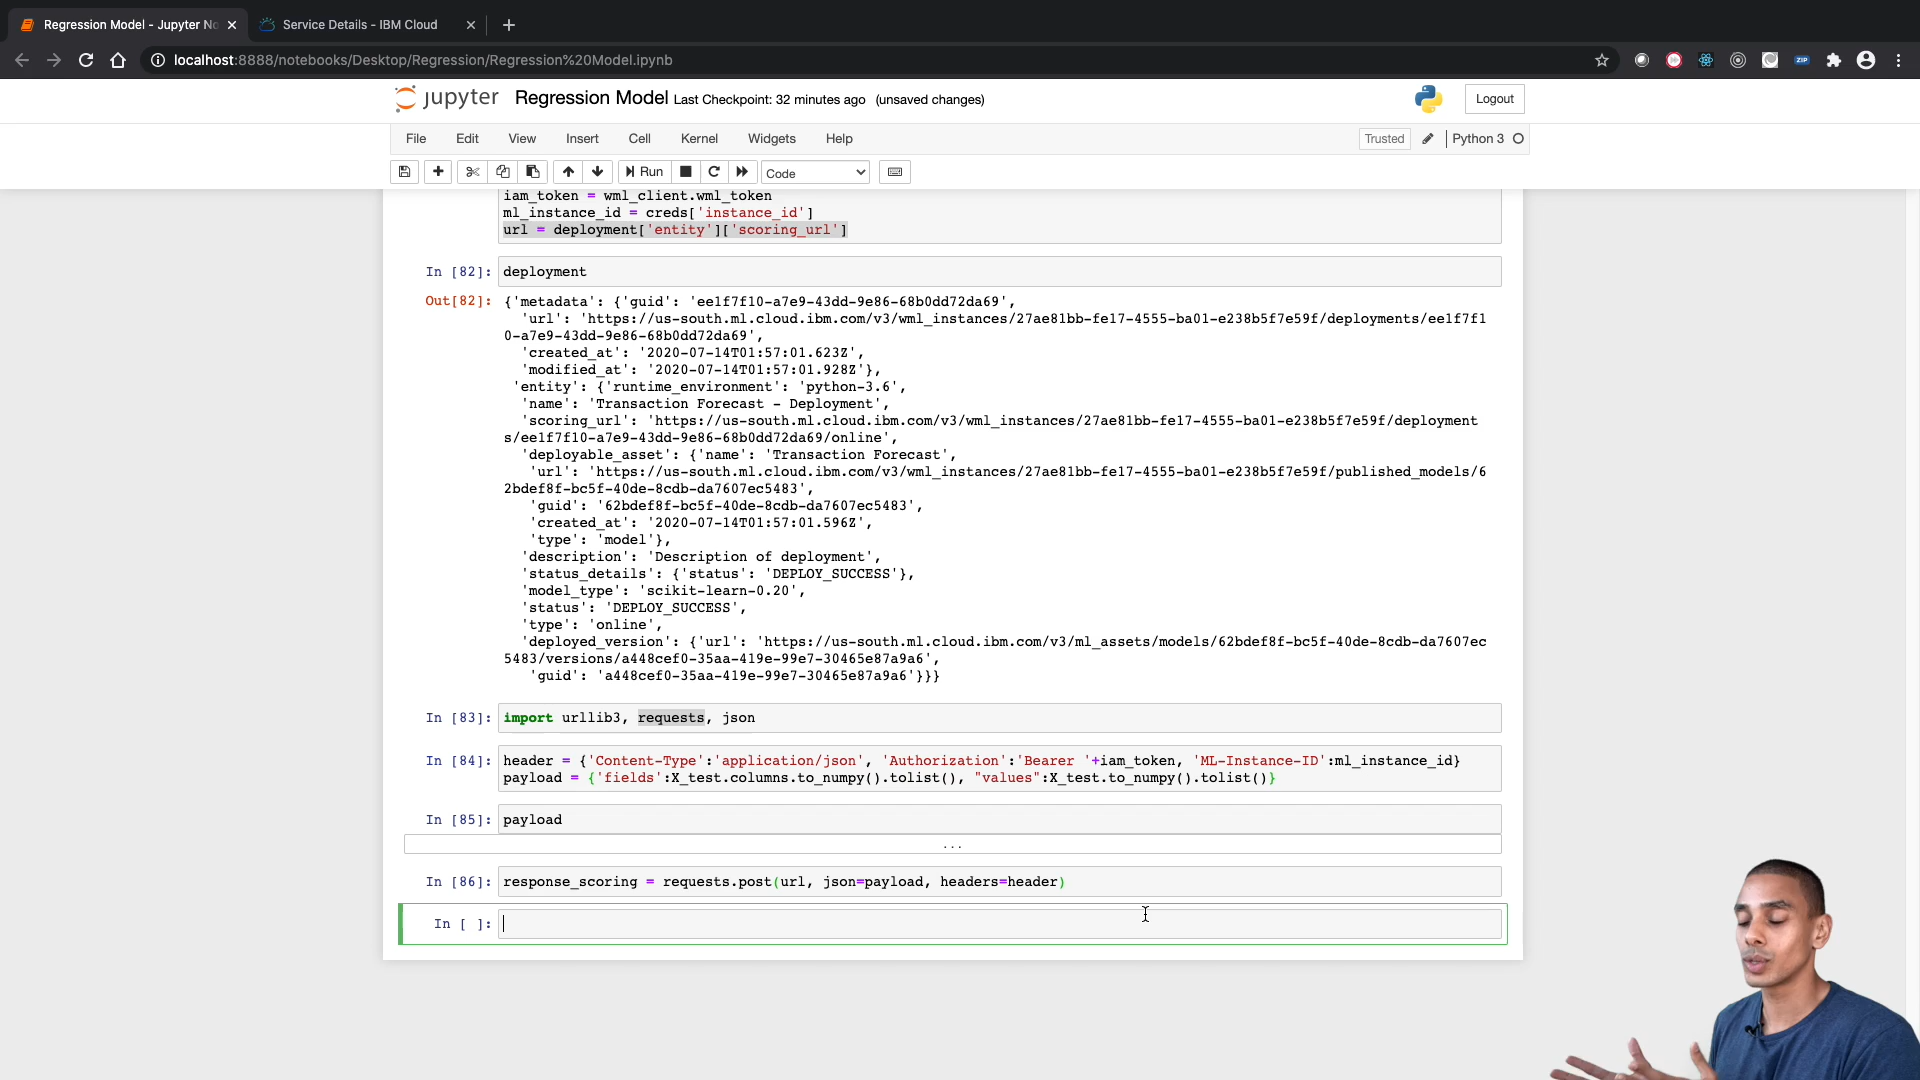 Regression Model - Jupyter No
Service Details - IBM Cloud
localhost:8888/notebooks/Desktop/Regression/Regression%20Model.ipynb
ZIP
jupyter Regression Model Last Checkpoint: 32 minutes ago (unsaved changes)
Logout
File Edit View Insert Cell Kernel Widgets Help
Trusted Python 3
Run Code
iam_token = wml_client.wml_token
ml_instance_id = creds['instance_id']
url = deployment['entity']['scoring_url']
In [82]: deployment
Out[82]: {'metadata': {'guid': 'ee1f7f10-a7e9-43dd-9e86-68b0dd72da69',
'url': 'https://us-south.ml.cloud.ibm.com/v3/wml_instances/27ae81bb-fe17-4555-ba01-e238b5f7e59f/deployments/ee1f7f1
0-a7e9-43dd-9e86-68b0dd72da69',
'created_at': '2020-07-14T01:57:01.623Z',
'modified_at': '2020-07-14T01:57:01.928Z'},
'entity': {'runtime_environment': 'python-3.6',
'name': 'Transaction Forecast - Deployment',
'scoring_url': 'https://us-south.ml.cloud.ibm.com/v3/wml_instances/27ae81bb-fe17-4555-ba01-e238b5f7e59f/deployment
s/ee1f7f10-a7e9-43dd-9e86-68b0dd72da69/online',
'deployable_asset': {'name': 'Transaction Forecast',
'url': 'https://us-south.ml.cloud.ibm.com/v3/wml_instances/27ae81bb-fe17-4555-ba01-e238b5f7e59f/published_models/6
2bdef8f-bc5f-40de-8cdb-da7607ec5483',
'guid': '62bdef8f-bc5f-40de-8cdb-da7607ec5483',
'created_at': '2020-07-14T01:57:01.596Z',
'type': 'model'},
'description': 'Description of deployment',
'status_details': {'status': 'DEPLOY_SUCCESS'},
'model_type': 'scikit-learn-0.20',
'status': 'DEPLOY_SUCCESS',
'type': 'online',
'deployed_version': {'url': 'https://us-south.ml.cloud.ibm.com/v3/ml_assets/models/62bdef8f-bc5f-40de-8cdb-da7607ec
5483/versions/a448cef0-35aa-419e-99e7-30465e87a9a6',
'guid': 'a448cef0-35aa-419e-99e7-30465e87a9a6'}}}
In [83]: import urllib3, requests, json
In [84]: header = {'Content-Type':'application/json', 'Authorization':'Bearer '+iam_token, 'ML-Instance-ID':ml_instance_id}
payload = {'fields':X_test.columns.to_numpy().tolist(), "values":X_test.to_numpy().tolist()}
In [85]: payload
...
In [86]: response_scoring = requests.post(url, json=payload, headers=header)
In [ ]: